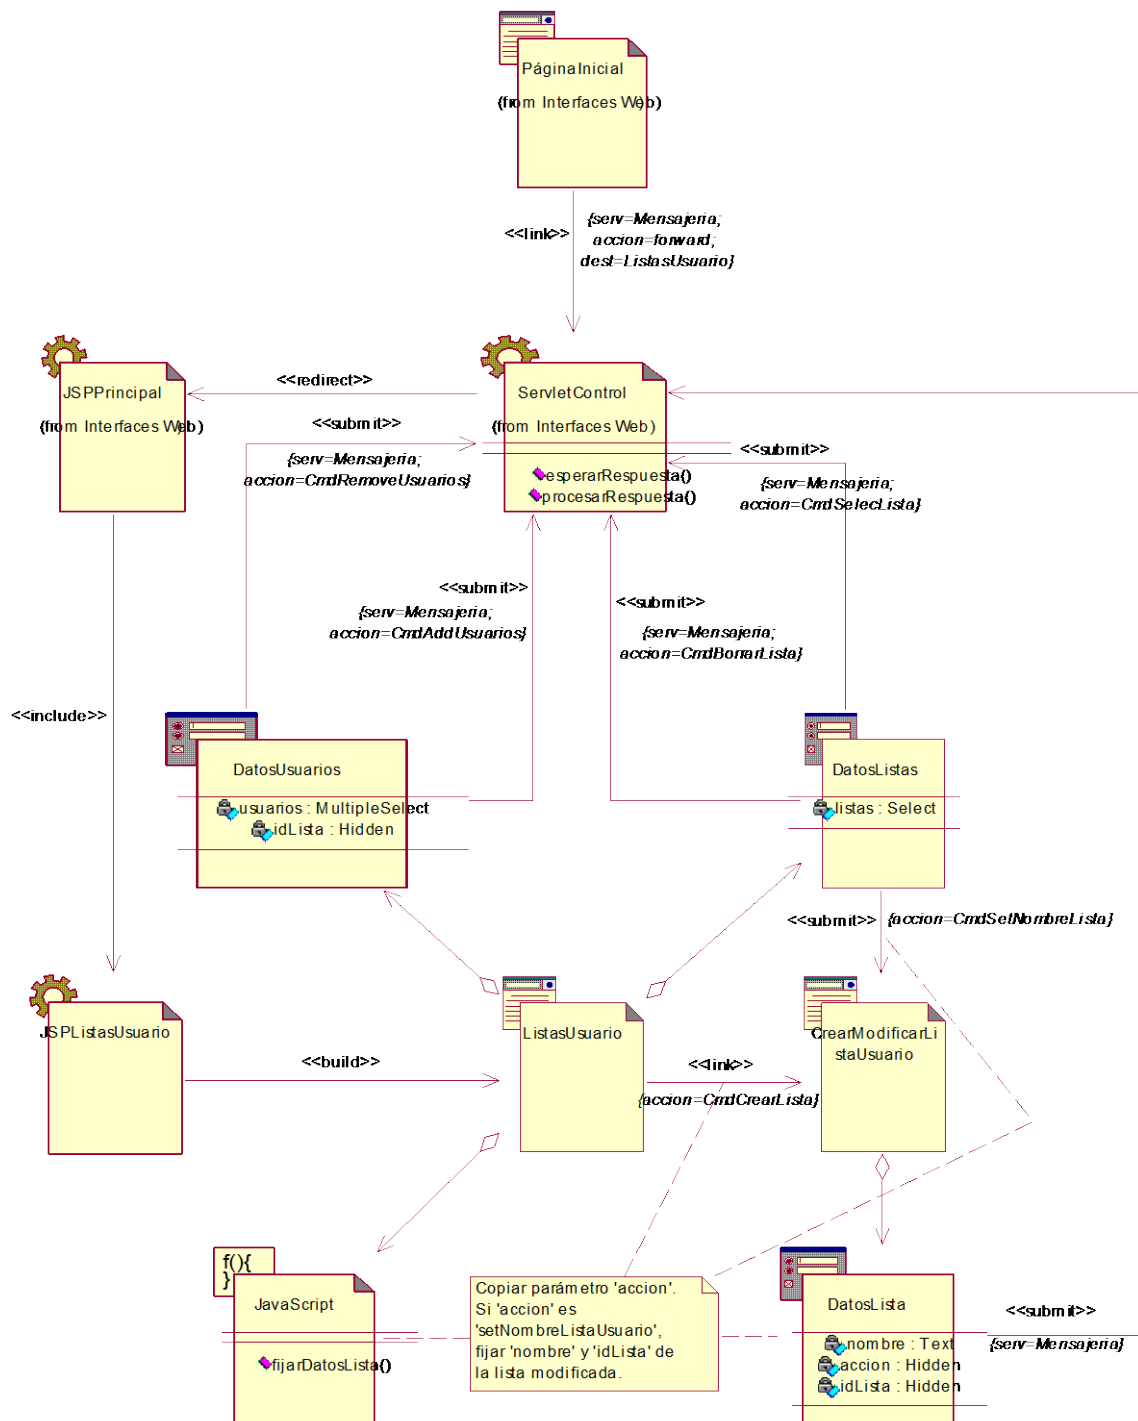 PáginaInicial
(from Interfaces Web)
<<link>>
{serv=Mensajeria;
accion=forward;
dest=ListasUsuario}
JSPPrincipal
(from Interfaces Web)
<<redirect>>
ServletControl
(from Interfaces Web)
esperarRespuesta()
procesarRespuesta()
<<submit>>
{serv=Mensajeria;
accion=CmdRemoveUsuarios}
<<submit>>
{serv=Mensajeria;
accion=CmdSelecLista}
<<submit>>
{serv=Mensajeria;
accion=CmdAddUsuarios}
<<submit>>
{serv=Mensajeria;
accion=CmdBorrarLista}
<<include>>
DatosUsuarios
usuarios : MultipleSelect
idLista : Hidden
DatosListas
listas : Select
<<submit>>
{accion=CmdSetNombreLista}
JSPListasUsuario
<<build>>
ListasUsuario
<<link>>
{accion=CmdCrearLista}
CrearModificarLi
staUsuario
f(){
}
JavaScript
fijarDatosLista()
Copiar parámetro 'accion'.
Si 'accion' es
'setNombreListaUsuario',
fijar 'nombre' y 'idLista' de
la lista modificada.
DatosLista
nombre : Text
accion : Hidden
idLista : Hidden
<<submit>>
{serv=Mensajeria}